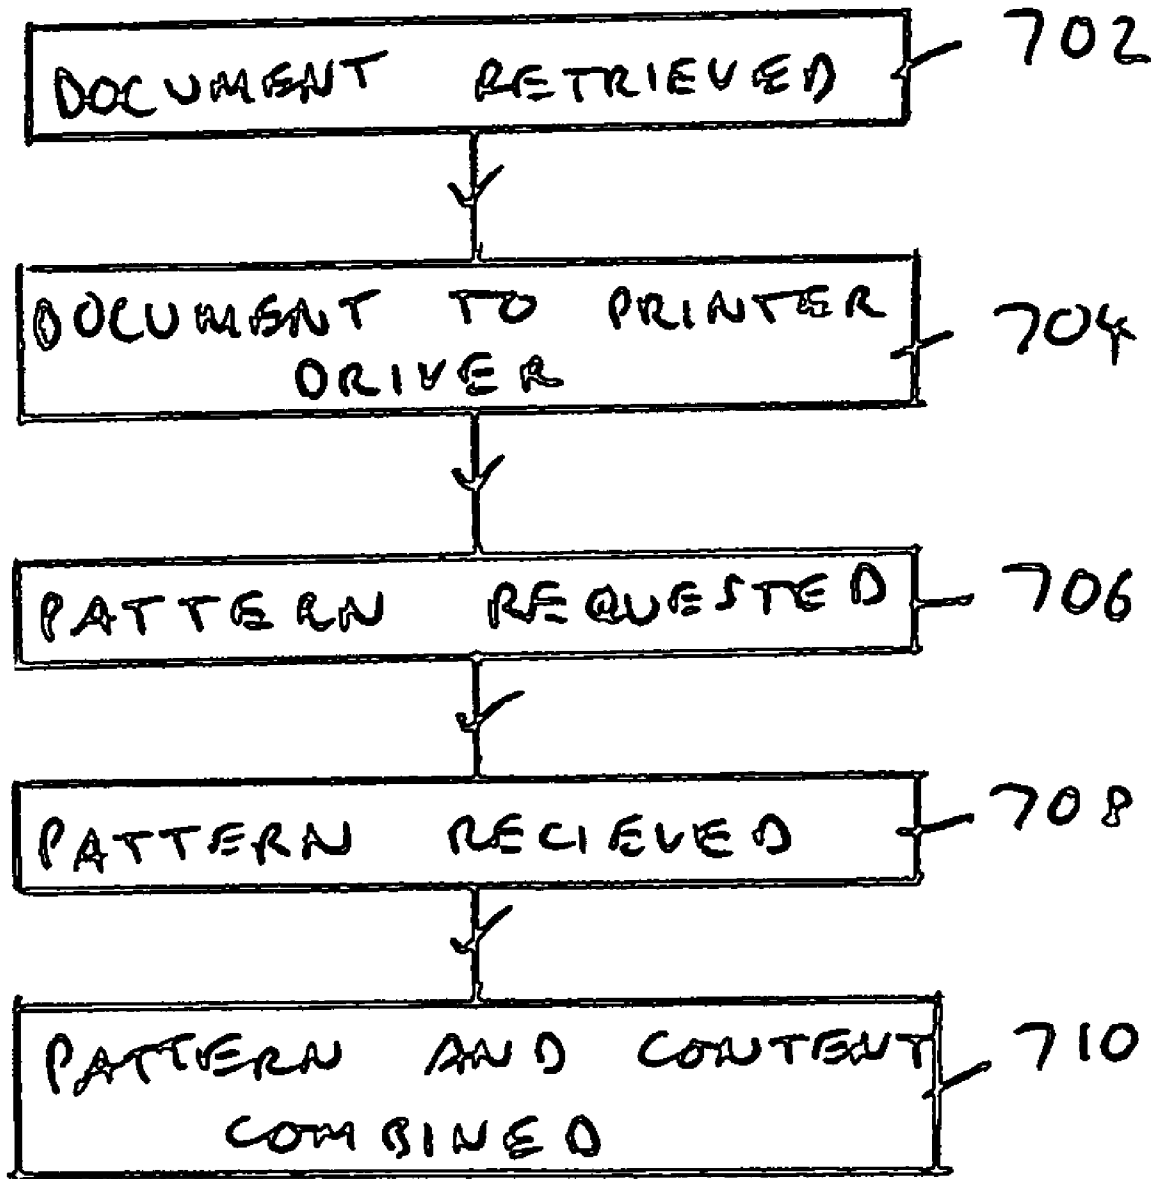 DOCUMENT RETRIEVED 702
DOCUMENT TO PRINTER 704
DRIVER
PATTERN REQUESTED 706
PATTERN RECIEVED 708
PATTERN AND CONTENT 710
COMBINED